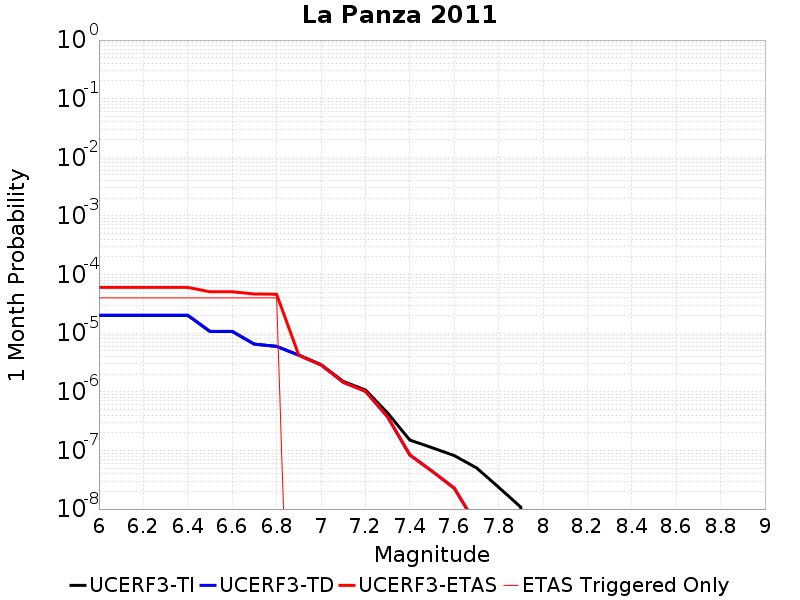 La Panza 2011
1 Month Probability
10^0
10^-1
10^-2
10^-3
10^-4
10^-5
10^-6
10^-7
10^-8
6 6.2 6.4 6.6 6.8 7 7.2 7.4 7.6 7.8 8 8.2 8.4 8.6 8.8 9
Magnitude
UCERF3-TI UCERF3-TD UCERF3-ETAS ETAS Triggered Only